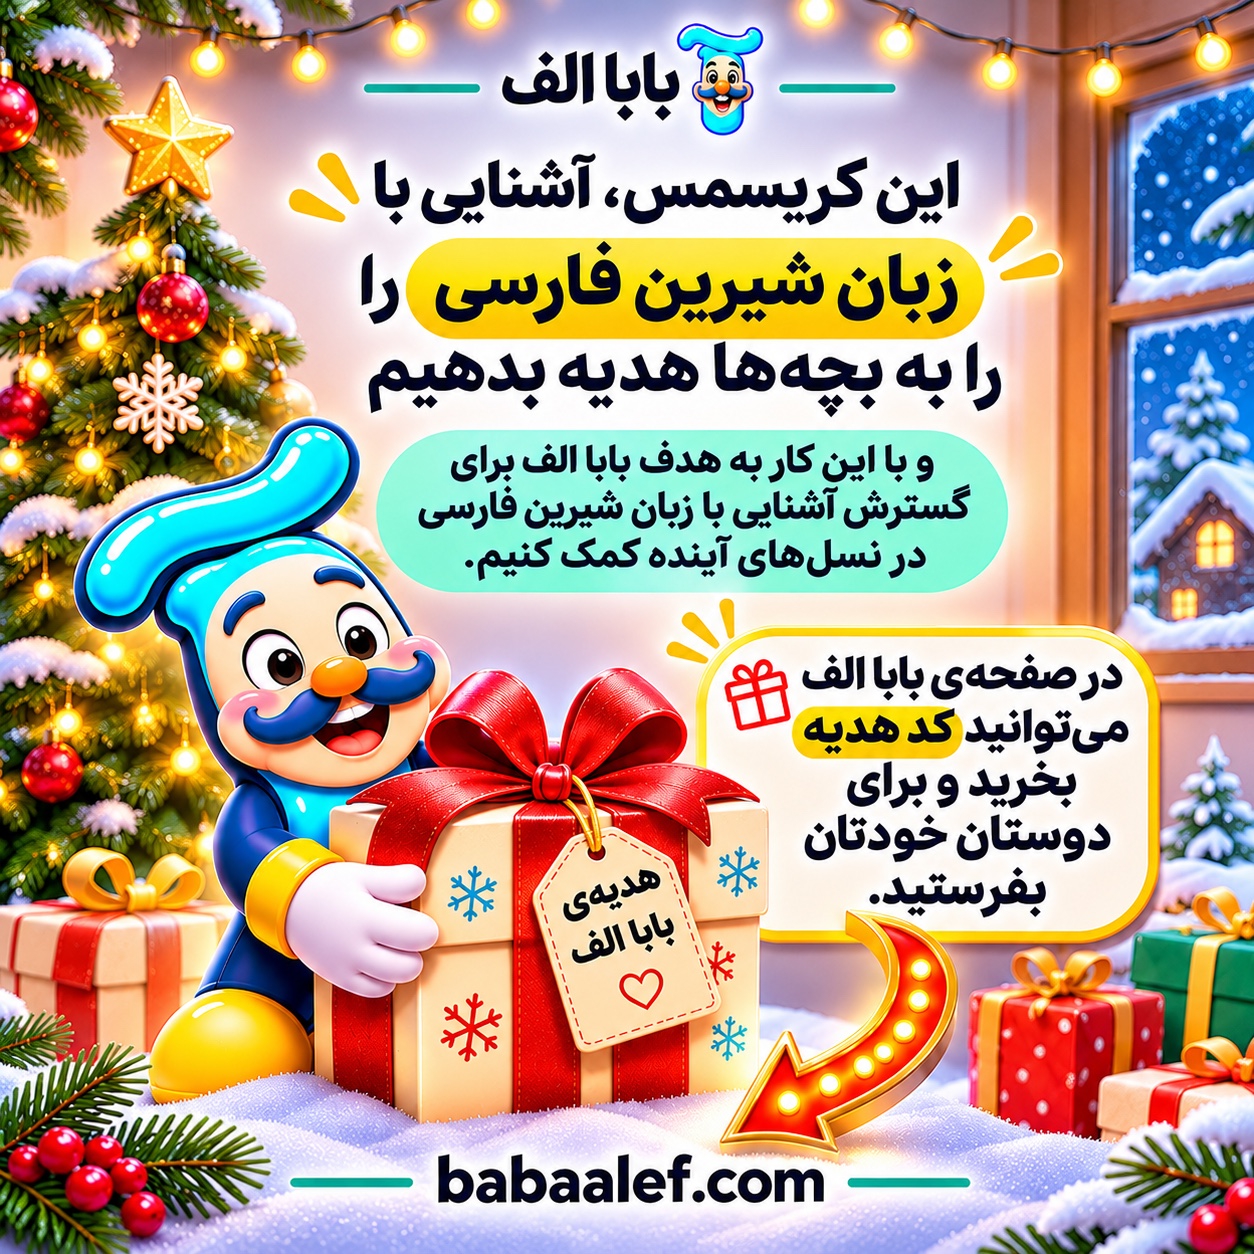 بابا الف
این کریسمس، آشنایی با
زبان شیرین فارسی را
را به بچه‌ها هدیه بدهیم
و با این کار به هدف بابا الف برای
گسترش آشنایی با زبان شیرین فارسی
در نسل‌های آینده کمک کنیم.
در صفحه‌ی بابا الف
می‌توانید کد هدیه
بخرید و برای
دوستان خودتان
بفرستید.
هدیه‌ی
بابا الف
babaalef.com